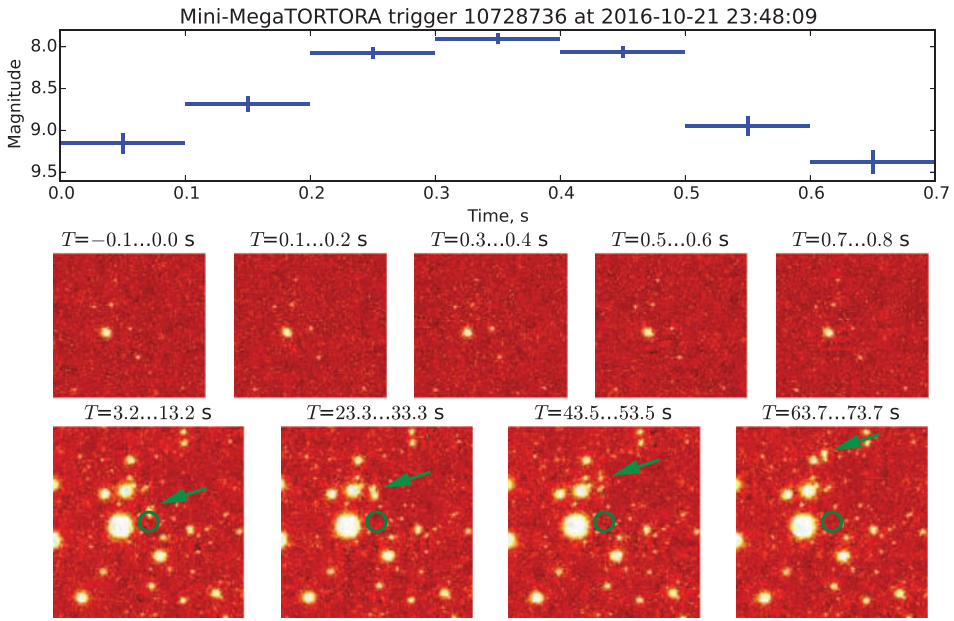 Mini-MegaTORTORA trigger 10728736 at 2016-10-21 23:48:09
Magnitude
8.0
8.5
9.0
9.5
0.0 0.1 0.2 0.3 0.4 0.5 0.6 0.7
Time, s
T=−0.1...0.0 s T=0.1...0.2 s T=0.3...0.4 s T=0.5...0.6 s T=0.7...0.8 s
T=3.2...13.2 s T=23.3...33.3 s T=43.5...53.5 s T=63.7...73.7 s